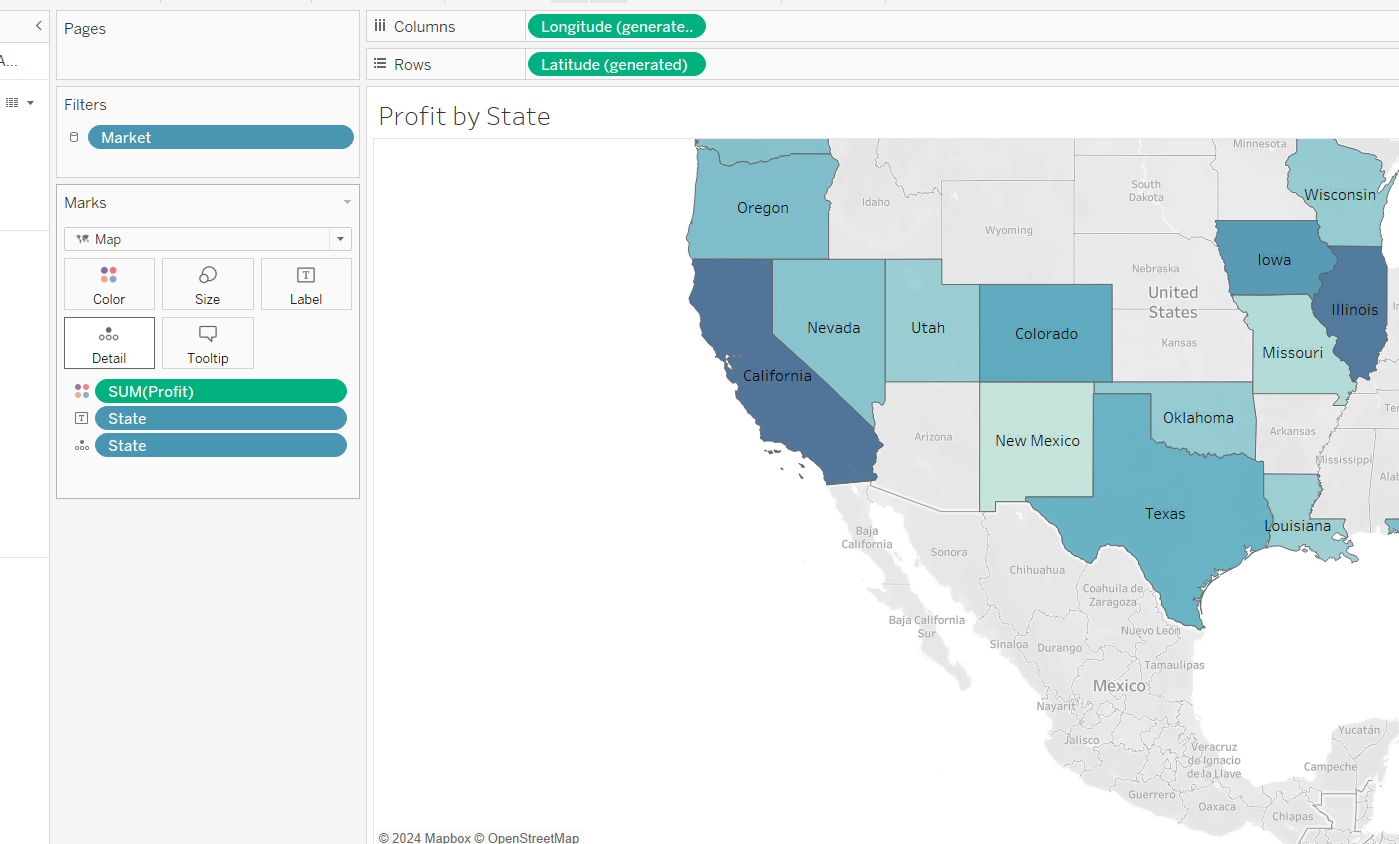 A...
Pages
Filters
Market
Marks
Map
Color
Size
Label
Detail
Tooltip
SUM(Profit)
State
State
Columns
Longitude (generate..
Rows
Latitude (generated)
Profit by State
Minnesota
Wisconsin
South
Dakota
Oregon
Idaho
Wyoming
Iowa
Nebraska
United
States
Illinois
Nevada
Utah
Colorado
Kansas
Missouri
California
Oklahoma
Arizona
New Mexico
Arkansas
Mississippi
Alab
Te
In
Texas
Louisiana
Baja
California
Sonora
Chihuahua
Coahuila de
Zaragoza
Baja California
Sur
Nuevo León
Sinaloa
Durango
Tamaulipas
Mexico
Nayarit
Jalisco
Veracruz
de Ignacio
de la Llave
Yucatán
Campeche
Guerrero
Oaxaca
Chiapas
© 2024 Mapbox © OpenStreetMap